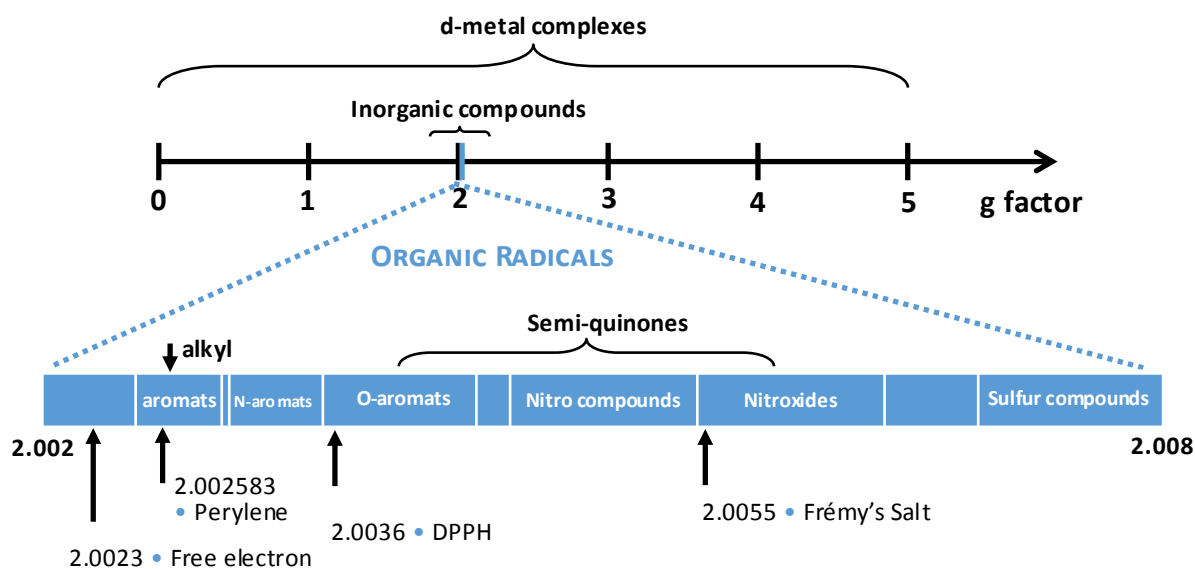 d-metal complexes
Inorganic compounds
0 1 2 3 4 5 g factor
ORGANIC RADICALS
Semi-quinones
alkyl
aromats N-aromats O-aromats Nitro compounds Nitroxides Sulfur compounds
2.002 2.008
2.002583
• Perylene
2.0036 • DPPH
2.0055 • Frémy's Salt
2.0023 • Free electron